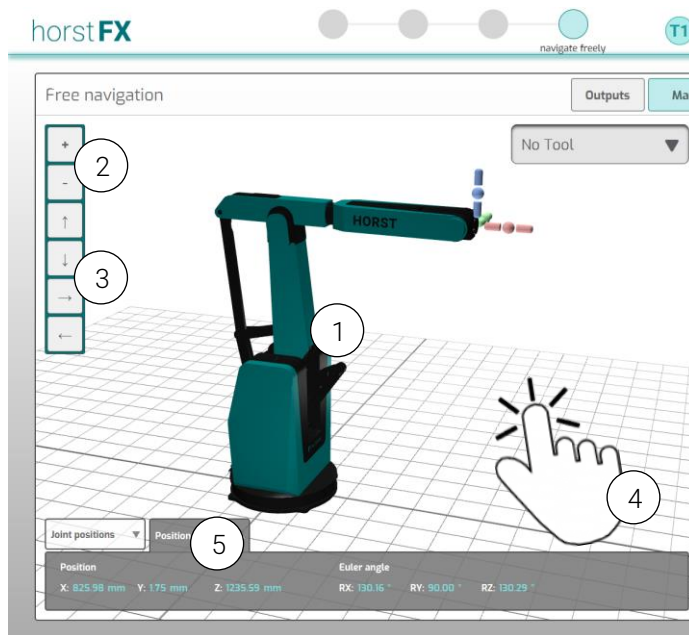 horstFX
navigate freely
T1
Free navigation
Outputs
Ma
+
2
-
No Tool
↑
HORST
↓
3
→
←
1
4
Joint positions
Position
5
Position
Euler angle
X: 825.98 mm Y: 1.75 mm Z: 1235.59 mm
RX: 130.16 ° RY: 90.00 ° RZ: 130.29 °